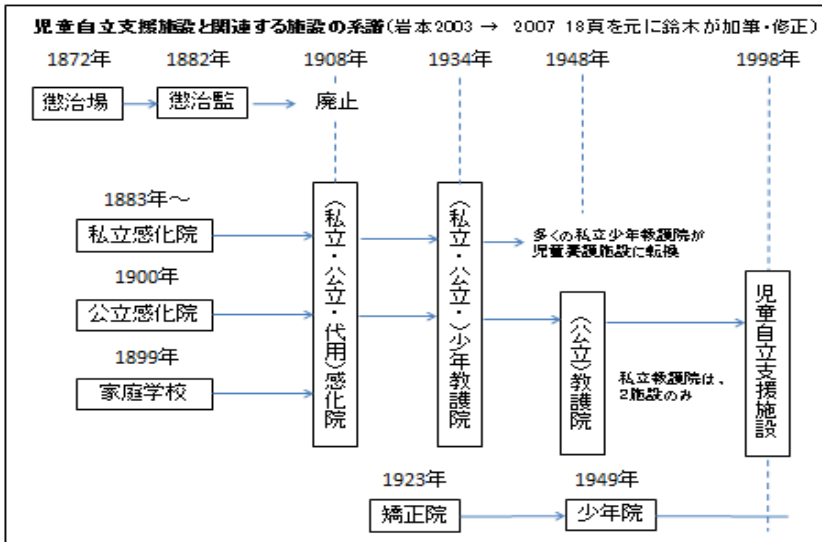 児童自立支援施設と関連する施設の系譜(岩本2003 → 2007 18頁を元に鈴木が加筆・修正)
1872年 1882年 1908年 1934年 1948年 1998年
懲治場 懲治監 廃止
1883年～
私立感化院
1900年
公立感化院
1899年
家庭学校
(私立・公立・代用)感化院
(私立・公立・)少年教護院
多くの私立少年教護院が
児童養護施設に転換
(公立)教護院
私立教護院は、
2施設のみ
児童自立支援施設
1923年 1949年
矯正院 少年院